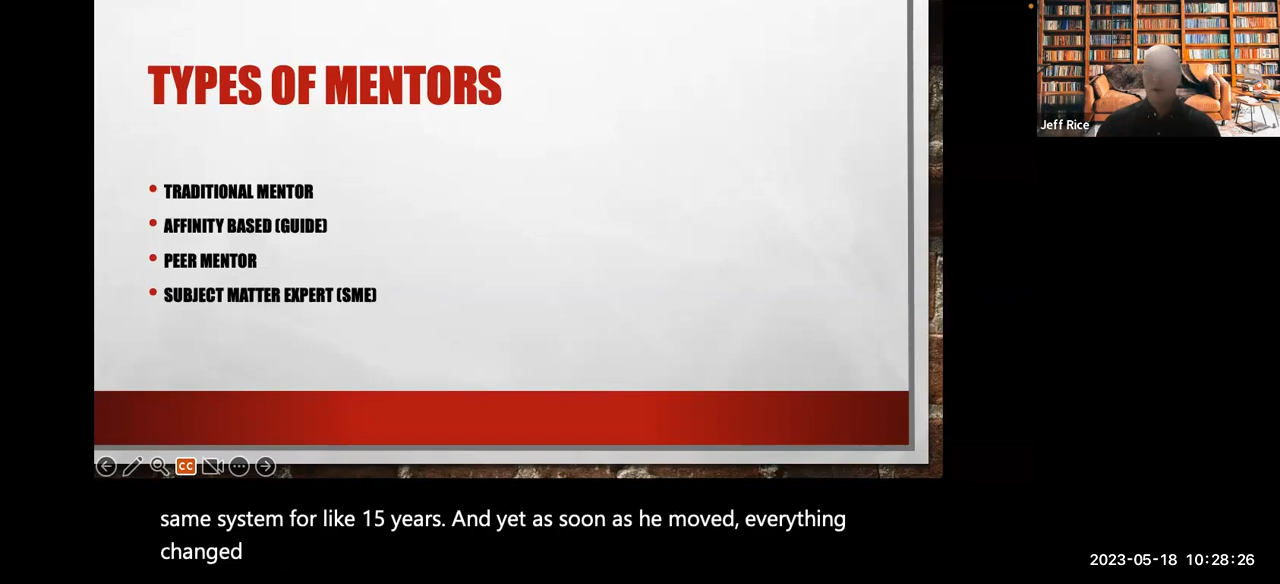 TYPES OF MENTORS
• TRADITIONAL MENTOR
• AFFINITY BASED (GUIDE)
• PEER MENTOR
• SUBJECT MATTER EXPERT (SME)
Jeff Rice
CC
same system for like 15 years. And yet as soon as he moved, everything
changed
2023-05-18 10:28:26